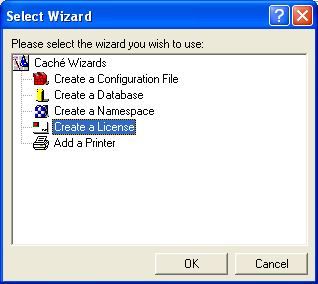 Select Wizard
Please select the wizard you wish to use:
Caché Wizards
Create a Configuration File
Create a Database
Create a Namespace
Create a License
Add a Printer
OK Cancel